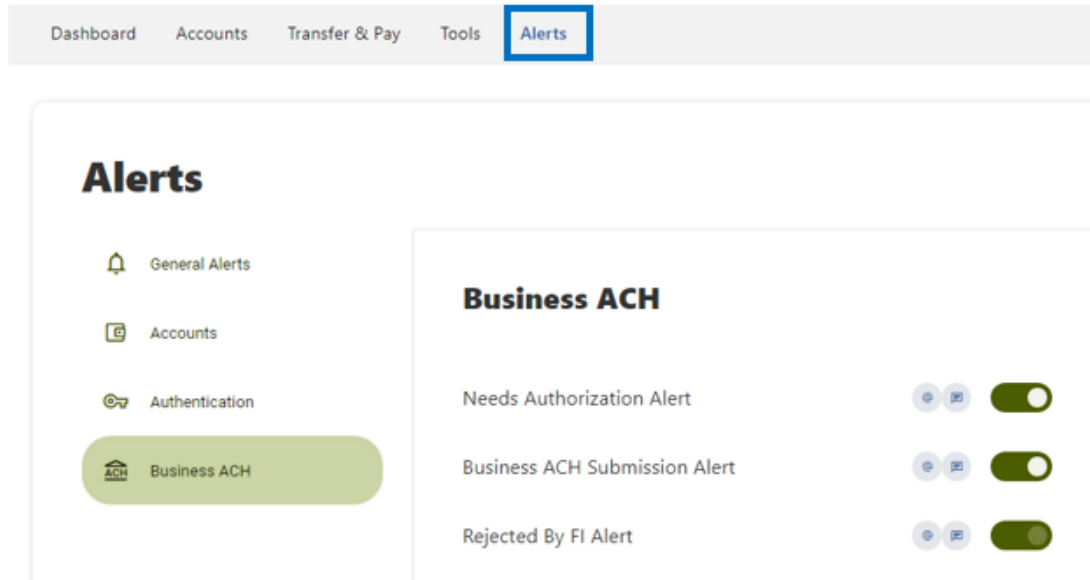 Dashboard Accounts Transfer & Pay Tools Alerts
Alerts
General Alerts
Accounts
Authentication
ACH Business ACH
Business ACH
Needs Authorization Alert
Business ACH Submission Alert
Rejected By FI Alert